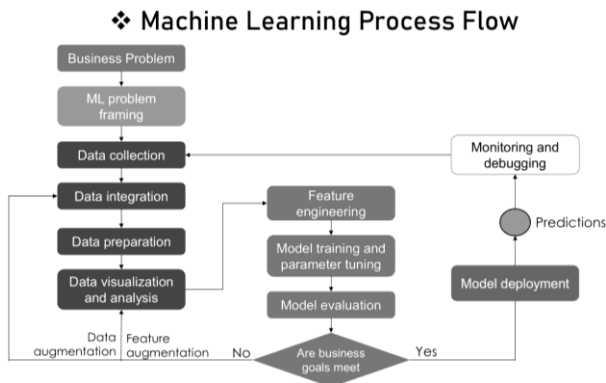 ❖ Machine Learning Process Flow
Business Problem
ML problem
framing
Data collection
Data integration
Data preparation
Data visualization
and analysis
Feature
engineering
Model training and
parameter tuning
Model evaluation
Are business
goals meet
No
Yes
Data
augmentation
Feature
augmentation
Model deployment
Predictions
Monitoring and
debugging